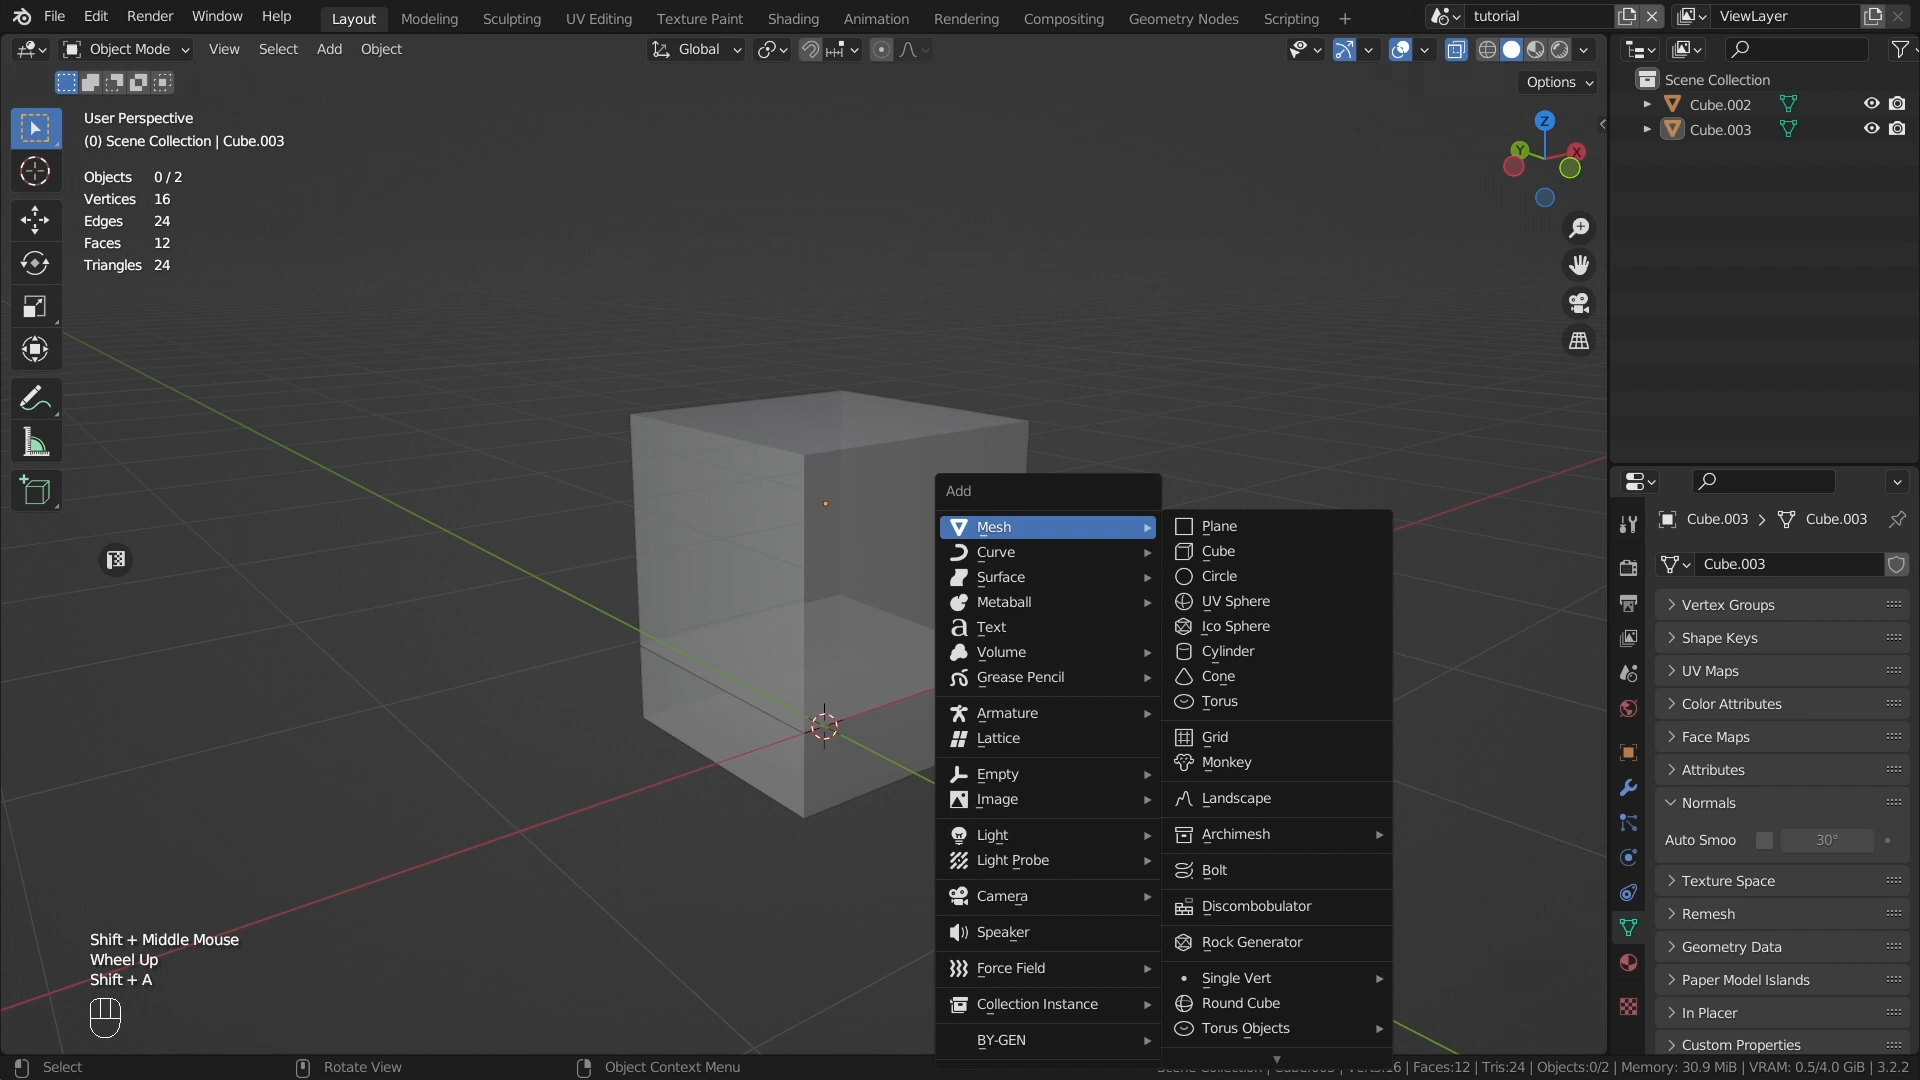 File Edit Render Window Help Layout Modeling Sculpting UV Editing Texture Paint Shading Animation Rendering Compositing Geometry Nodes Scripting + tutorial ViewLayer
Object Mode View Select Add Object Global
Options
User Perspective
(0) Scene Collection | Cube.003
Objects 0 / 2
Vertices 16
Edges 24
Faces 12
Triangles 24
Z
Y
X
Scene Collection
Cube.002
Cube.003
Add
Mesh
Curve
Surface
Metaball
Text
Volume
Grease Pencil
Armature
Lattice
Empty
Image
Light
Light Probe
Camera
Speaker
Force Field
Collection Instance
BY-GEN
Plane
Cube
Circle
UV Sphere
Ico Sphere
Cylinder
Cone
Torus
Grid
Monkey
Landscape
Archimesh
Bolt
Discombobulator
Rock Generator
Single Vert
Round Cube
Torus Objects
Cube.003 Cube.003
Cube.003
Vertex Groups
Shape Keys
UV Maps
Color Attributes
Face Maps
Attributes
Normals
Auto Smoo 30°
Texture Space
Remesh
Geometry Data
Paper Model Islands
In Placer
Custom Properties
Shift + Middle Mouse
Wheel Up
Shift + A
Select Rotate View Object Context Menu
| Faces:12 | Tris:24 | Objects:0/2 | Memory: 30.9 MiB | VRAM: 0.5/4.0 GiB | 3.2.2